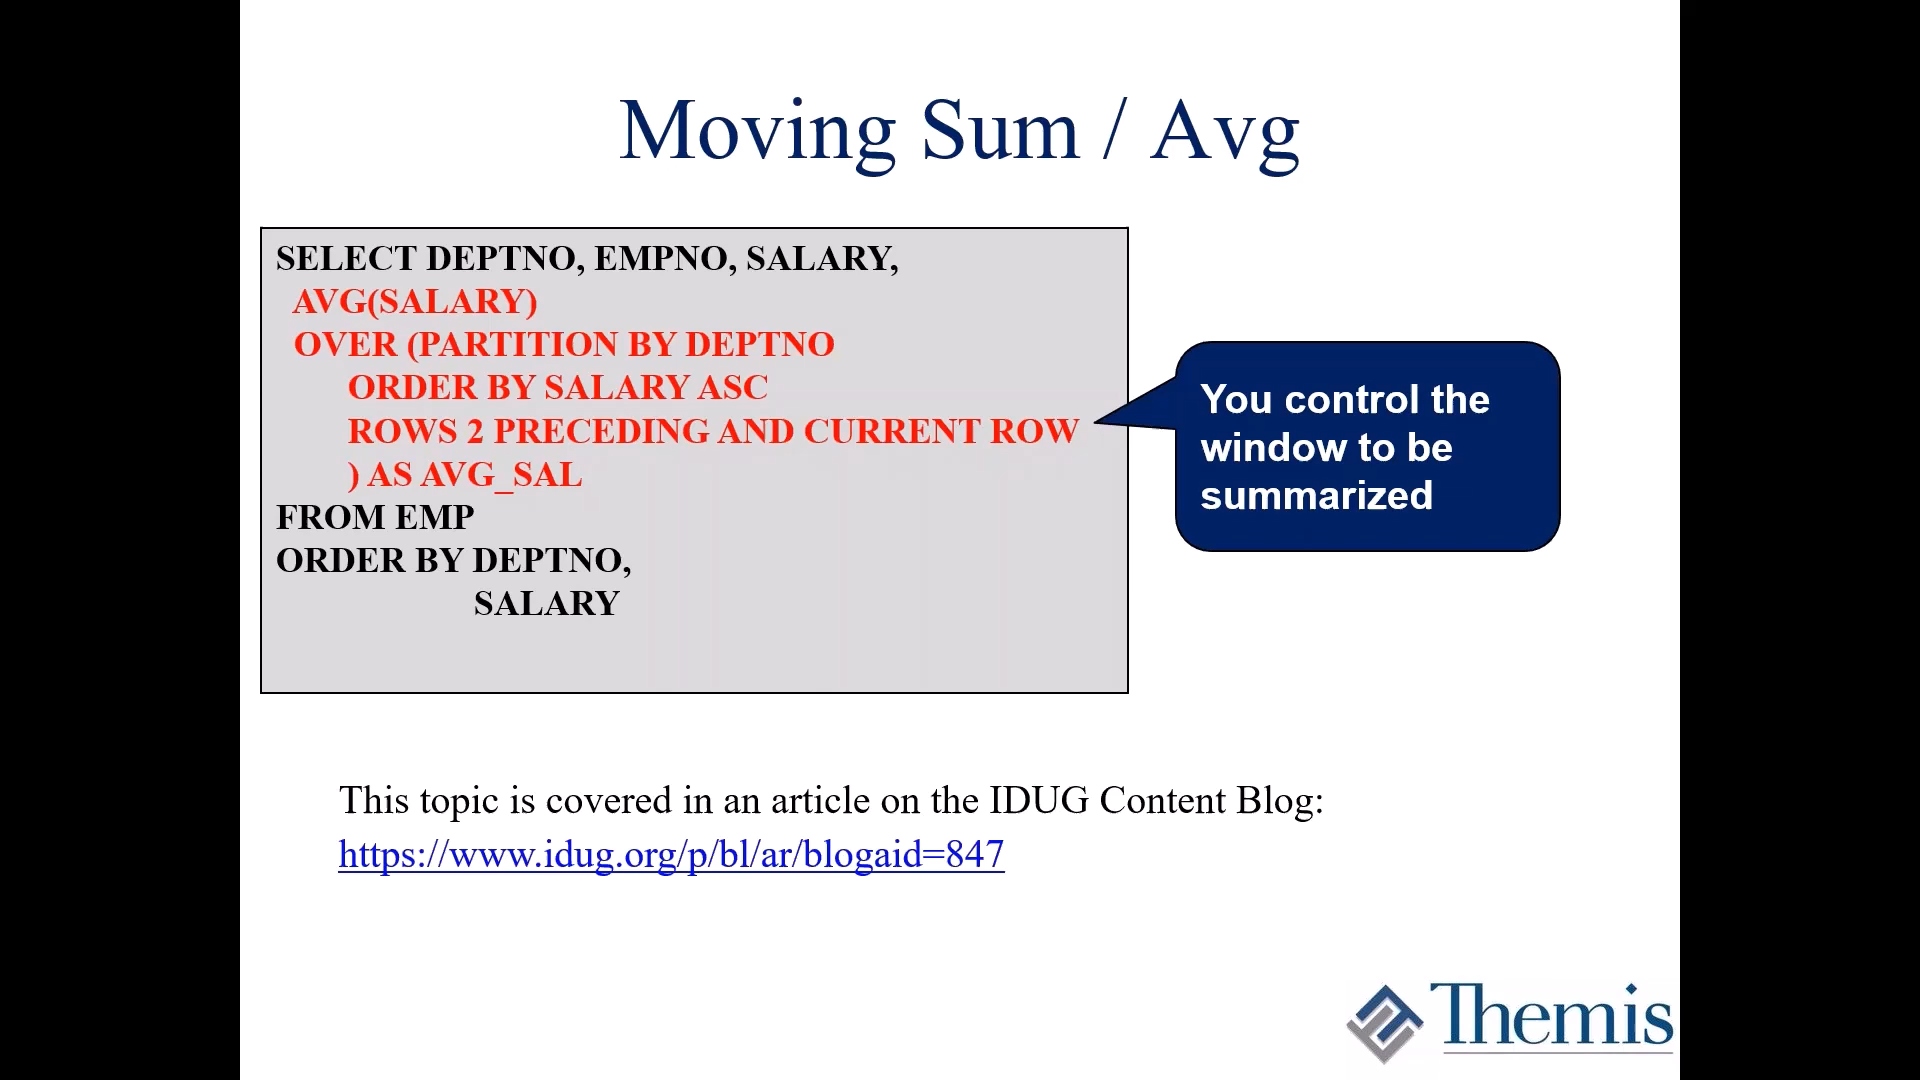 Moving Sum / Avg
SELECT DEPTNO, EMPNO, SALARY,
AVG(SALARY)
OVER (PARTITION BY DEPTNO
ORDER BY SALARY ASC
ROWS 2 PRECEDING AND CURRENT ROW
) AS AVG_SAL
FROM EMP
ORDER BY DEPTNO,
SALARY
You control the
window to be
summarized
This topic is covered in an article on the IDUG Content Blog:
https://www.idug.org/p/bl/ar/blogaid=847
Themis